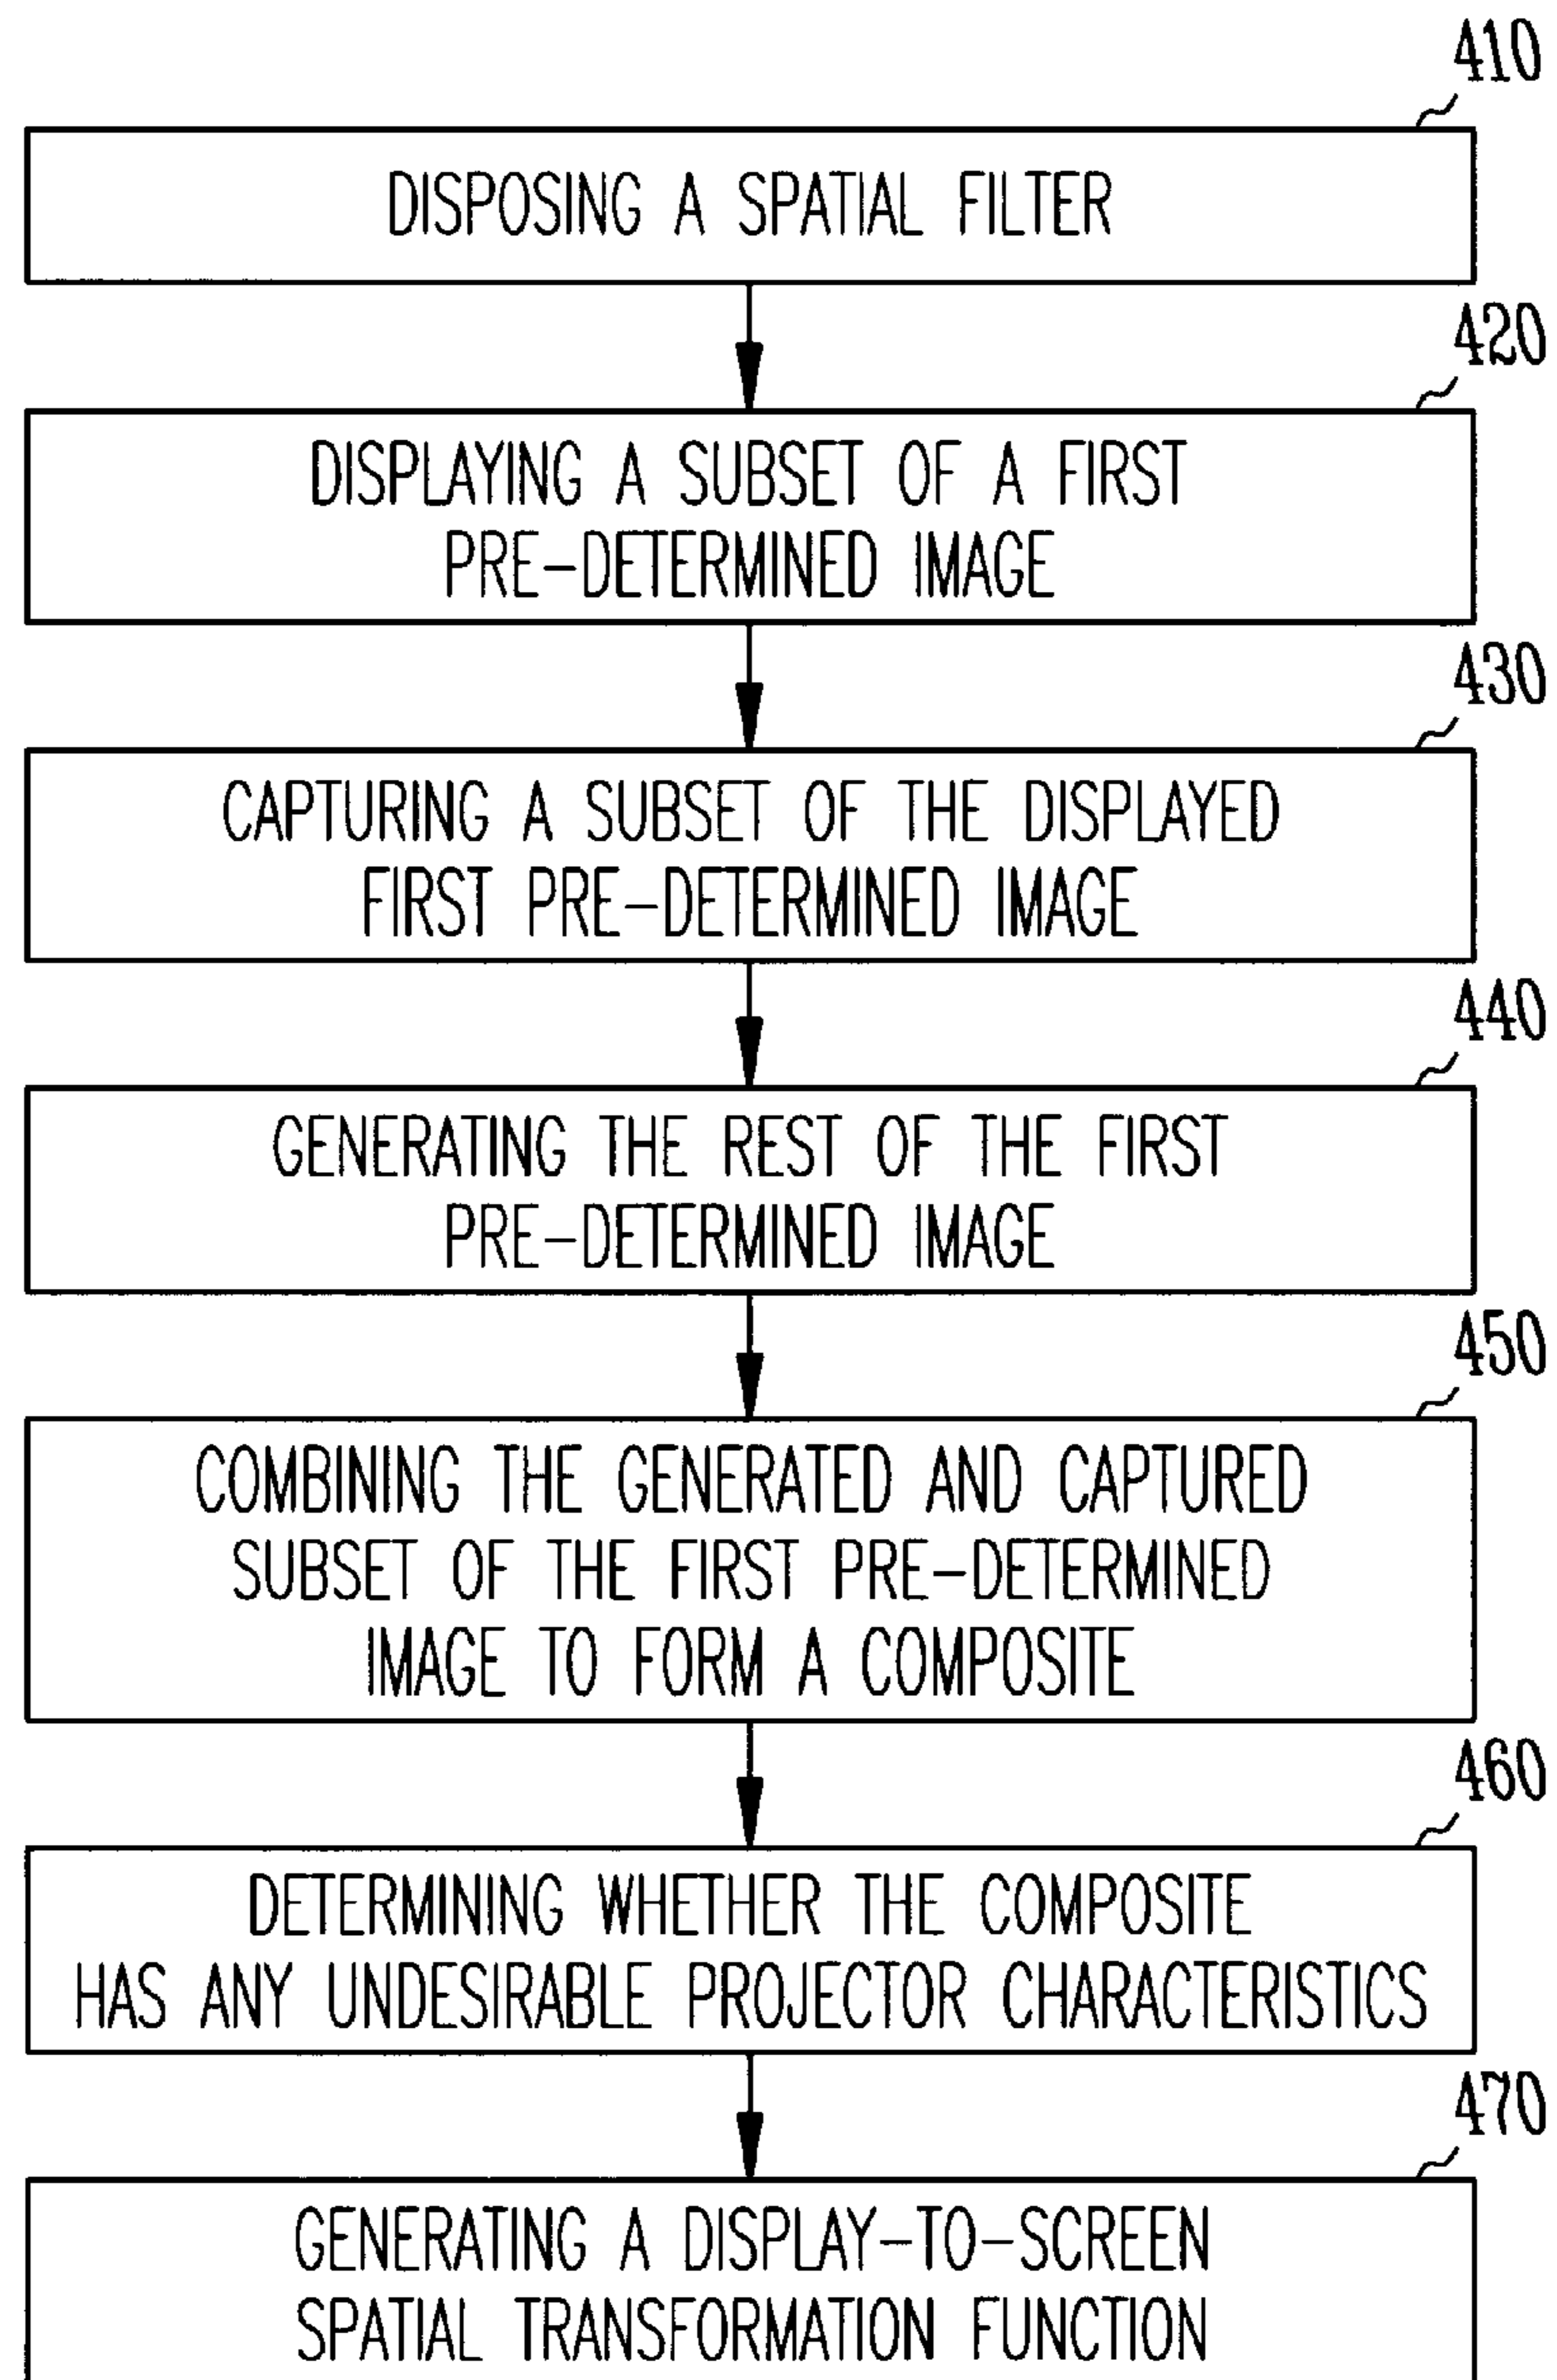 410
DISPOSING A SPATIAL FILTER
420
DISPLAYING A SUBSET OF A FIRST
PRE-DETERMINED IMAGE
430
CAPTURING A SUBSET OF THE DISPLAYED
FIRST PRE-DETERMINED IMAGE
440
GENERATING THE REST OF THE FIRST
PRE-DETERMINED IMAGE
450
COMBINING THE GENERATED AND CAPTURED
SUBSET OF THE FIRST PRE-DETERMINED
IMAGE TO FORM A COMPOSITE
460
DETERMINING WHETHER THE COMPOSITE
HAS ANY UNDESIRABLE PROJECTOR CHARACTERISTICS
470
GENERATING A DISPLAY-TO-SCREEN
SPATIAL TRANSFORMATION FUNCTION